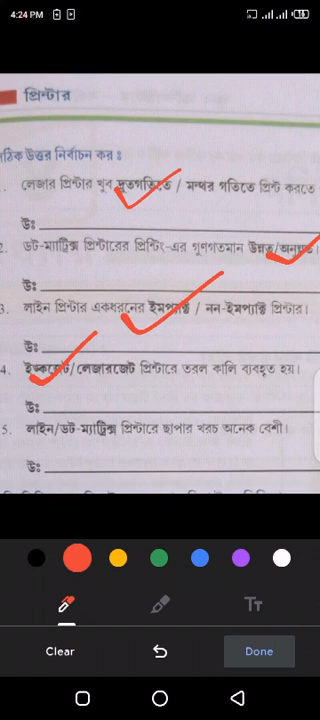 4:24 PM
প্রিন্টার
সঠিক উত্তর নির্বাচন কর ঃ
1. লেজার প্রিন্টার খুব দ্রুতগতিতে / মন্থর গতিতে প্রিন্ট করতে
উঃ
2. ডট-ম্যাট্রিক্স প্রিন্টারের প্রিন্টিং-এর গুণগতমান উন্নত/অনুন্নত।
উঃ
3. লাইন প্রিন্টার একধরনের ইমপ্যাক্ট / নন-ইমপ্যাক্ট প্রিন্টার।
উঃ
4. ইঙ্কজেট/লেজারজেট প্রিন্টারে তরল কালি ব্যবহৃত হয়।
উঃ
5. লাইন/ডট-ম্যাট্রিক্স প্রিন্টারে ছাপার খরচ অনেক বেশী।
উঃ
Tт
Clear
Done